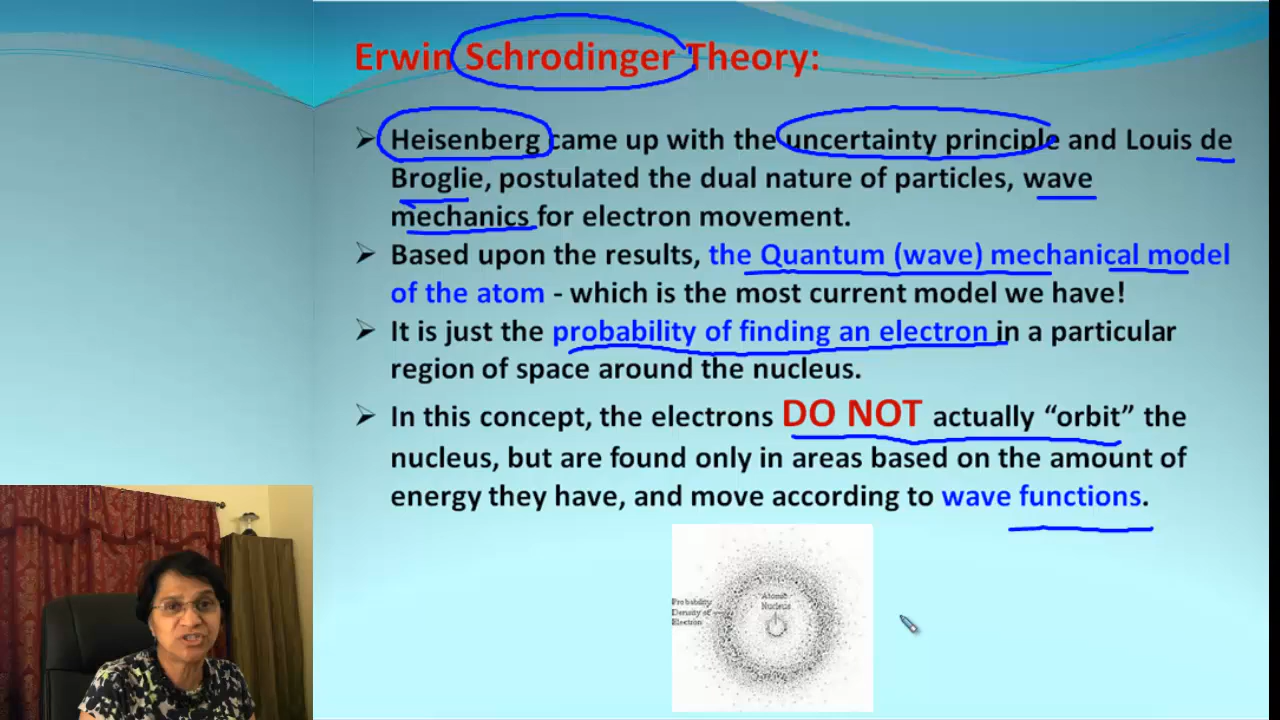 Erwin Schrodinger Theory:
➢ Heisenberg came up with the uncertainty principle and Louis de
Broglie, postulated the dual nature of particles, wave
mechanics for electron movement.
➢ Based upon the results, the Quantum (wave) mechanical model
of the atom - which is the most current model we have!
➢ It is just the probability of finding an electron in a particular
region of space around the nucleus.
➢ In this concept, the electrons DO NOT actually “orbit” the
nucleus, but are found only in areas based on the amount of
energy they have, and move according to wave functions.
Probability
Density of
Electron
Atomic
Nucleus